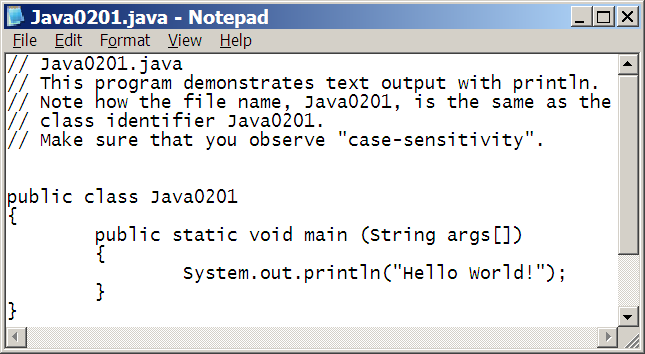 Java0201.java - Notepad
File Edit Format View Help
// Java0201.java
// This program demonstrates text output with println.
// Note how the file name, Java0201, is the same as the
// class identifier Java0201.
// Make sure that you observe "case-sensitivity".
public class Java0201
{
public static void main (String args[])
{
System.out.println("Hello World!");
}
}